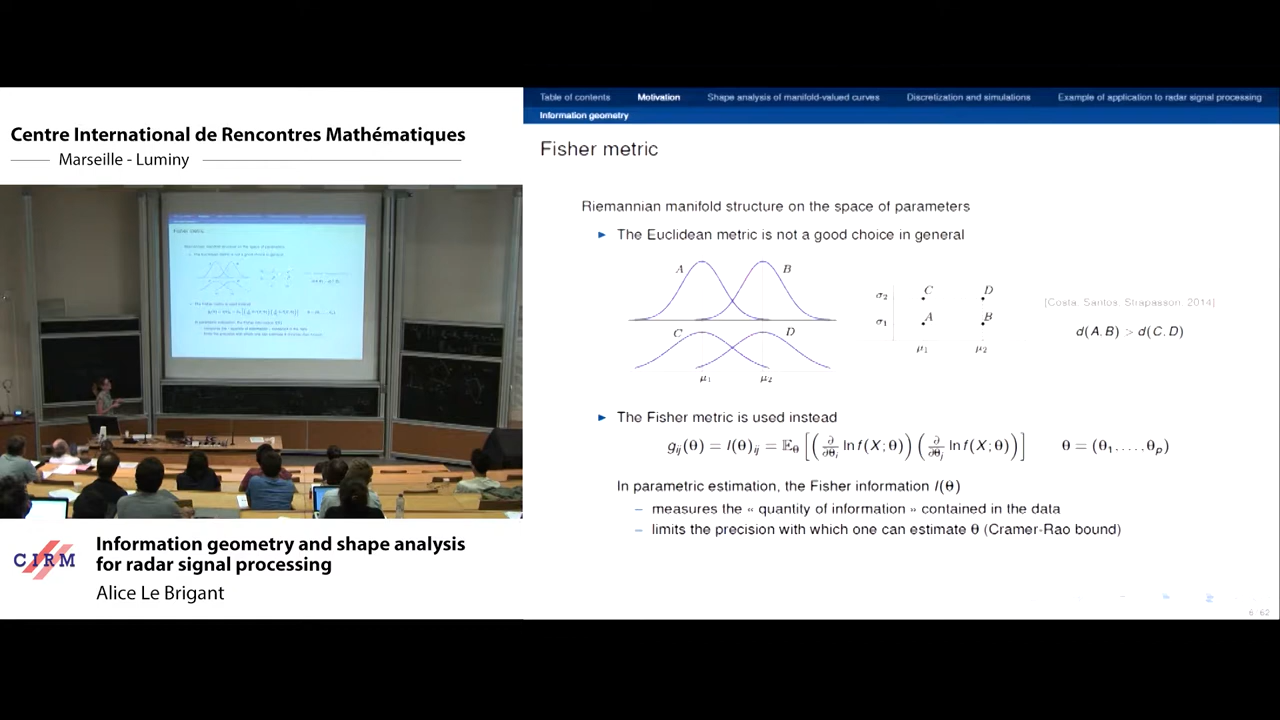 Centre International de Rencontres Mathématiques
Marseille - Luminy
CIRM
Information geometry and shape analysis
for radar signal processing
Alice Le Brigant
Table of contents Motivation Shape analysis of manifold-valued curves Discretization and simulations Example of application to radar signal processing
Information geometry
Fisher metric
Riemannian manifold structure on the space of parameters
► The Euclidean metric is not a good choice in general
A B
C D
μ₁ μ₂
σ₂ C D
σ₁ A B
μ₁ μ₂
[Costa, Santos, Strapasson, 2014]
d(A,B) > d(C,D)
► The Fisher metric is used instead
g_ij(θ) = I(θ)_ij = 𝔼_θ [(∂/∂θ_i ln f(X;θ)) (∂/∂θ_j ln f(X;θ))] θ = (θ₁,...,θ_p)
In parametric estimation, the Fisher information I(θ)
– measures the « quantity of information » contained in the data
– limits the precision with which one can estimate θ (Cramer-Rao bound)
6 62